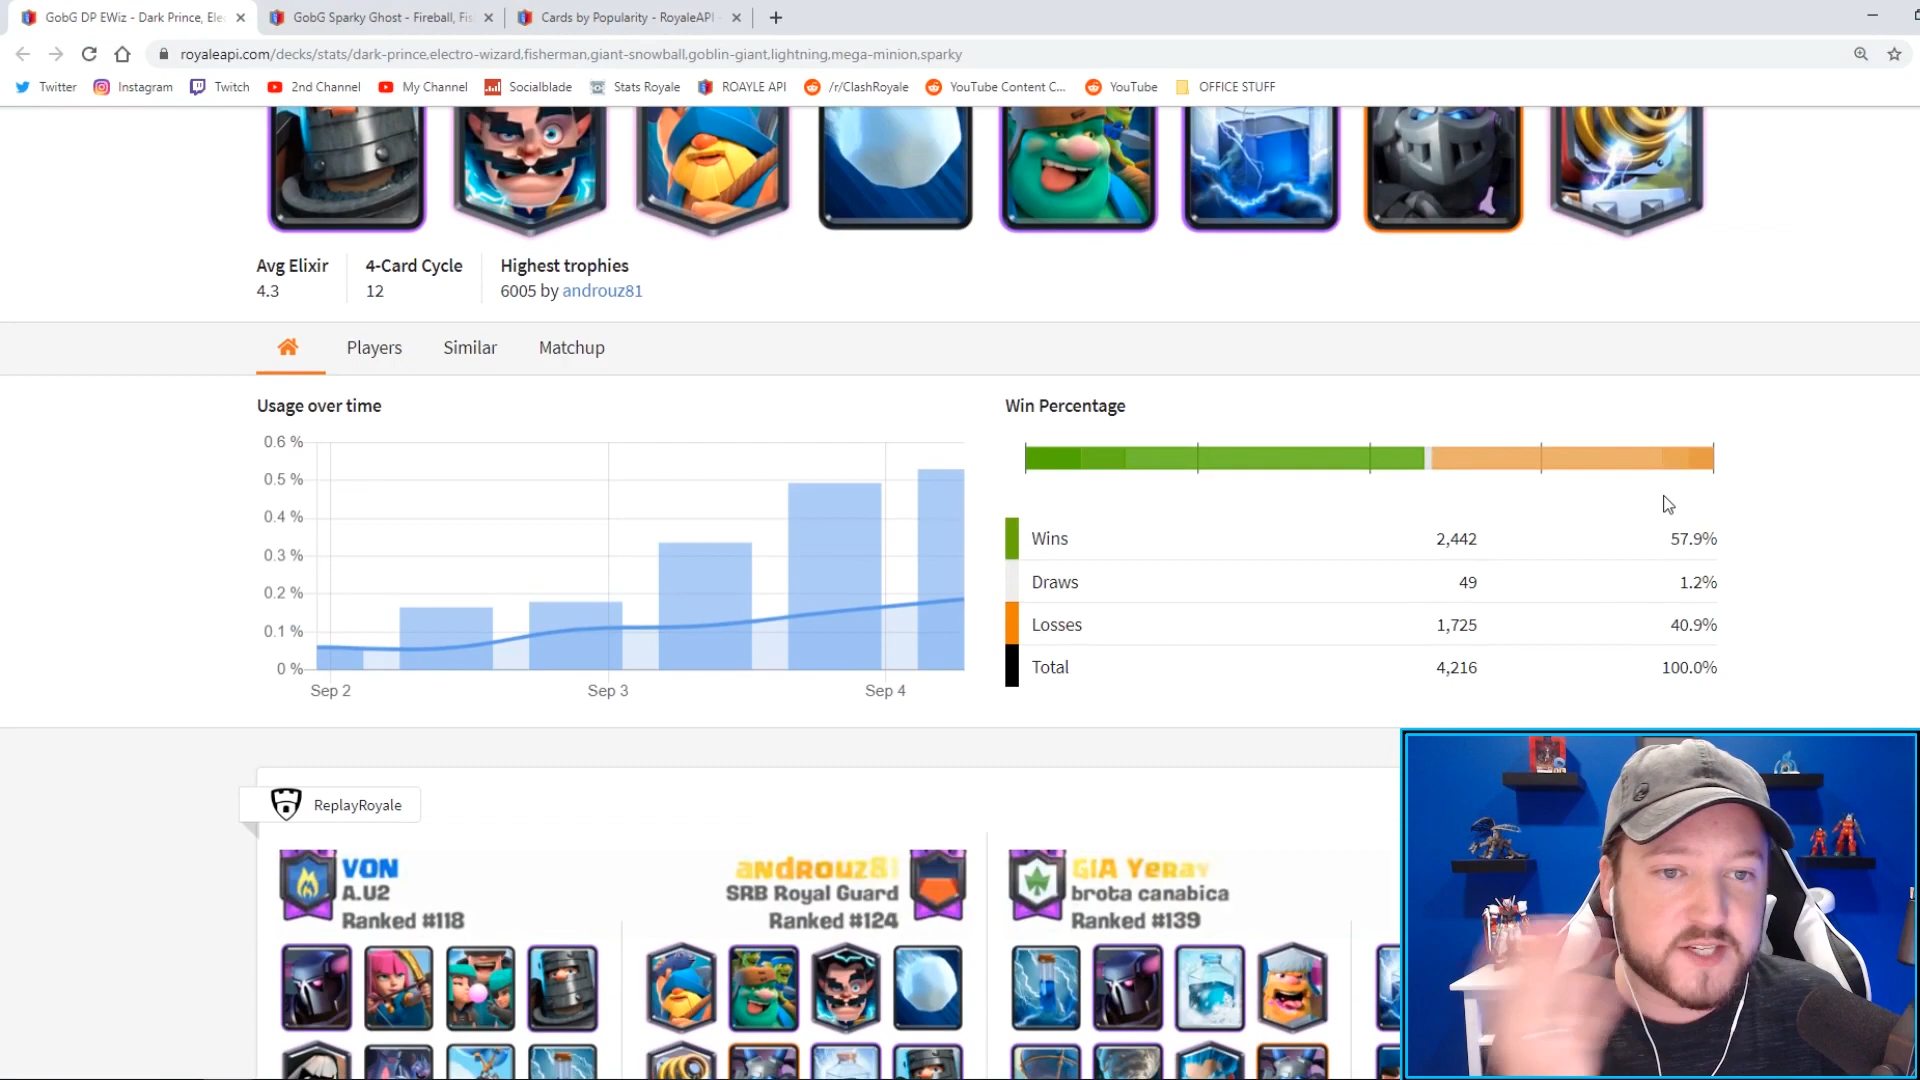 GobG DP EWiz - Dark Prince, Ele
GobG Sparky Ghost - Fireball, Fis
Cards by Popularity - RoyaleAPI
royaleapi.com/decks/stats/dark-prince,electro-wizard,fisherman,giant-snowball,goblin-giant,lightning,mega-minion,sparky
Twitter Instagram Twitch 2nd Channel My Channel Socialblade Stats Royale ROAYLE API /r/ClashRoyale YouTube Content C... YouTube OFFICE STUFF
Avg Elixir 4-Card Cycle Highest trophies
4.3 12 6005 by androuz81
Players Similar Matchup
Usage over time
0.6 %
0.5 %
0.4 %
0.3 %
0.2 %
0.1 %
0 %
Sep 2 Sep 3 Sep 4
Win Percentage
Wins 2,442 57.9%
Draws 49 1.2%
Losses 1,725 40.9%
Total 4,216 100.0%
ReplayRoyale
VON
A.U2
Ranked #118
androuz81
SRB Royal Guard
Ranked #124
GIA Yeray
brota canabica
Ranked #139